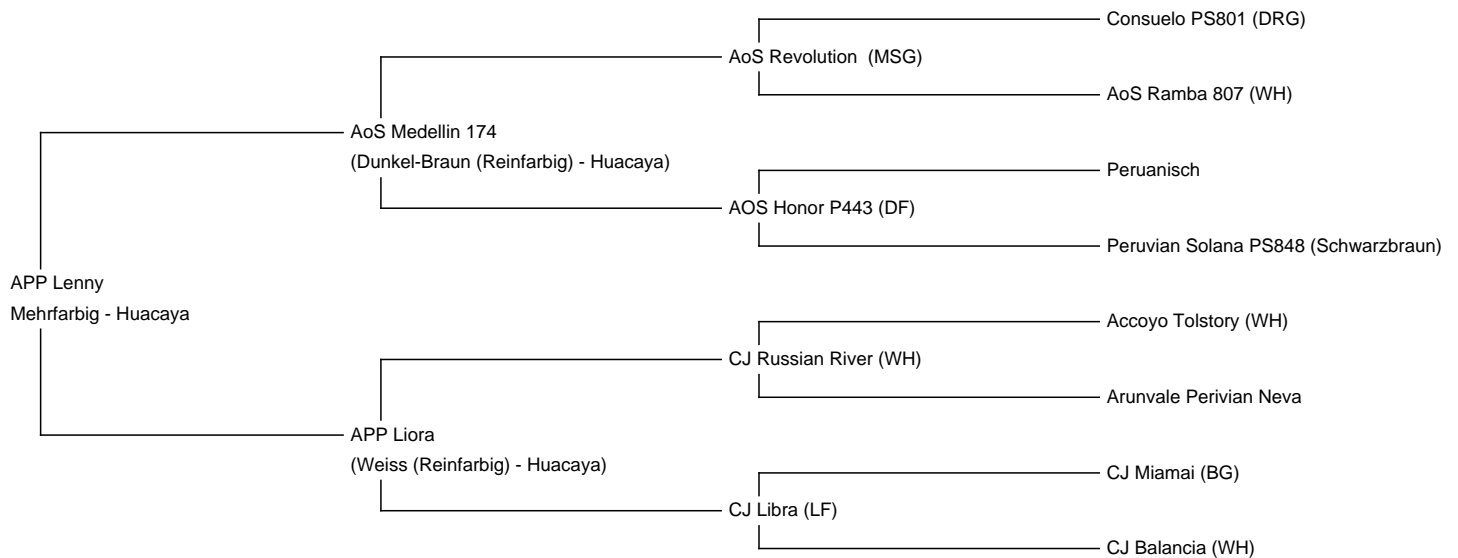 Consuelo PS801 (DRG)
AoS Revolution  (MSG)
AoS Ramba 807 (WH)
AoS Medellin 174
(Dunkel-Braun (Reinfarbig) - Huacaya)
Peruanisch
AOS Honor P443 (DF)
Peruvian Solana PS848 (Schwarzbraun)
APP Lenny
Mehrfarbig - Huacaya
Accoyo Tolstory (WH)
CJ Russian River (WH)
Arunvale Perivian Neva
APP Liora
(Weiss (Reinfarbig) - Huacaya)
CJ Miamai (BG)
CJ Libra (LF)
CJ Balancia (WH)